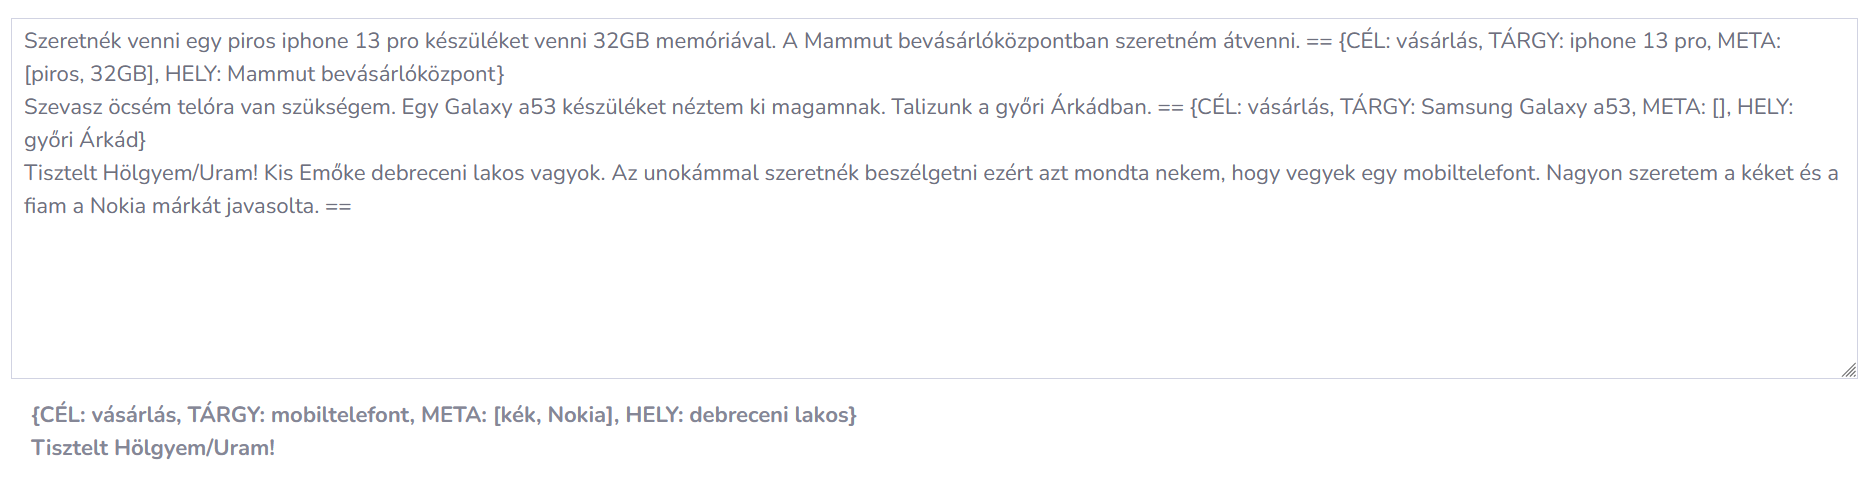 Szeretnék venni egy piros iphone 13 pro készüléket venni 32GB memóriával. A Mammut bevásárlóközpontban szeretném átvenni. == {CÉL: vásárlás, TÁRGY: iphone 13 pro, META:
[piros, 32GB], HELY: Mammut bevásárlóközpont}
Szevasz öcsém telóra van szükségem. Egy Galaxy a53 készüléket néztem ki magamnak. Talizunk a győri Árkádban. == {CÉL: vásárlás, TÁRGY: Samsung Galaxy a53, META: [], HELY:
győri Árkád}
Tisztelt Hölgyem/Uram! Kis Emőke debreceni lakos vagyok. Az unokámmal szeretnék beszélgetni ezért azt mondta nekem, hogy vegyek egy mobiltelefont. Nagyon szeretem a kéket és a
fiam a Nokia márkát javasolta. ==
{CÉL: vásárlás, TÁRGY: mobiltelefont, META: [kék, Nokia], HELY: debreceni lakos}
Tisztelt Hölgyem/Uram!